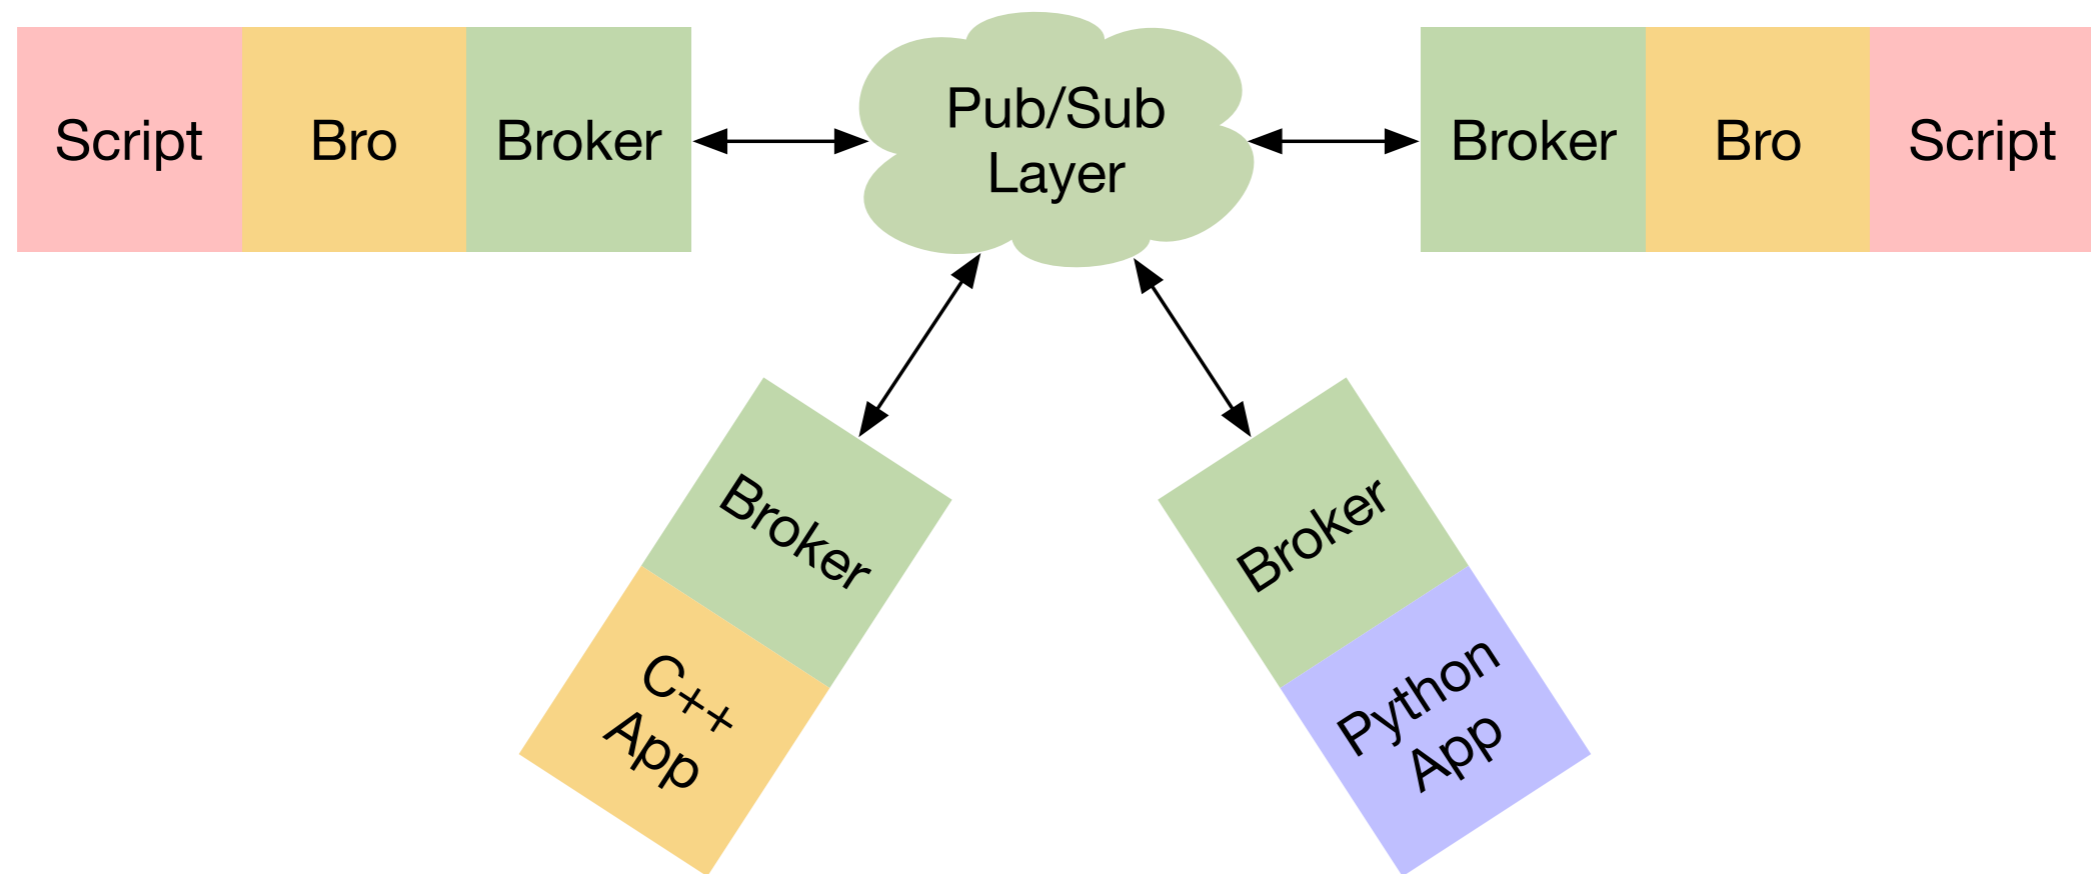 Script
Bro
Broker
Pub/Sub
Layer
Broker
Bro
Script
Broker
C++
App
Broker
Python
App